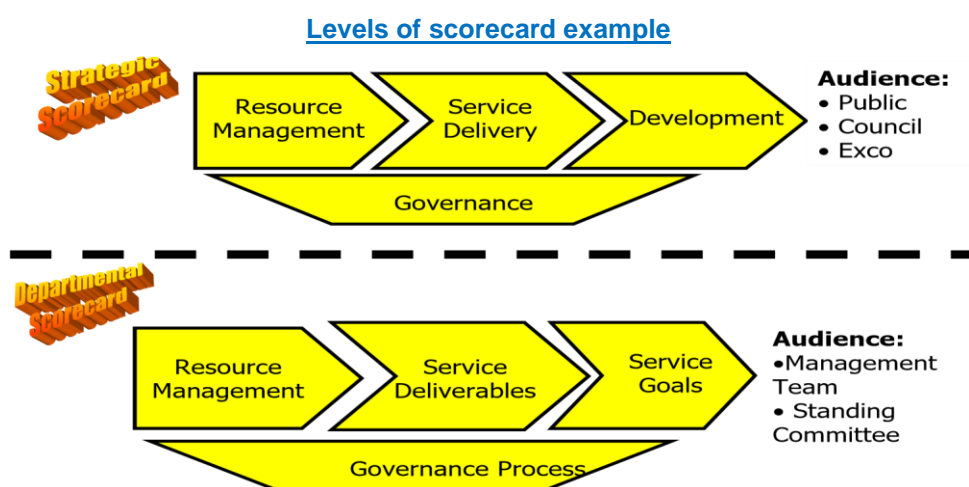 Levels of scorecard example
Strategic
Scorecard
Resource
Management
Service
Delivery
Development
Governance
Audience:
• Public
• Council
• Exco
Departmental
Scorecard
Resource
Management
Service
Deliverables
Service
Goals
Governance Process
Audience:
•Management
Team
• Standing
Committee